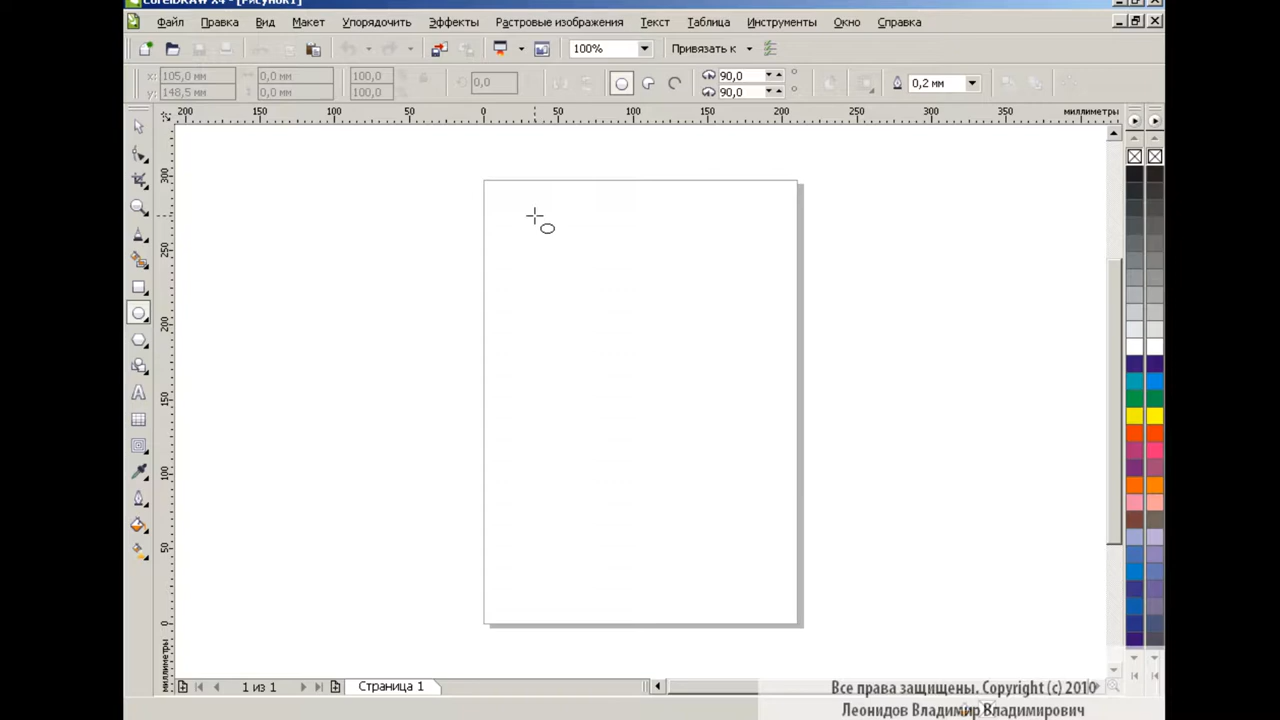 CorelDRAW X4 - [Рисунок1]
Файл Правка Вид Макет Упорядочить Эффекты Растровые изображения Текст Таблица Инструменты Окно Справка
100% Привязать к
x: 105,0 мм 0,0 мм 100,0 0,0 90,0 ° 0,2 мм
y: 148,5 мм 0,0 мм 100,0 90,0 °
200 150 100 50 0 50 100 150 200 250 300 350 миллиметры
300
250
200
150
100
50
0
миллиметры
1 из 1 Страница 1
Все права защищены. Copyright (c) 2010
Леонидов Владимир Владимирович